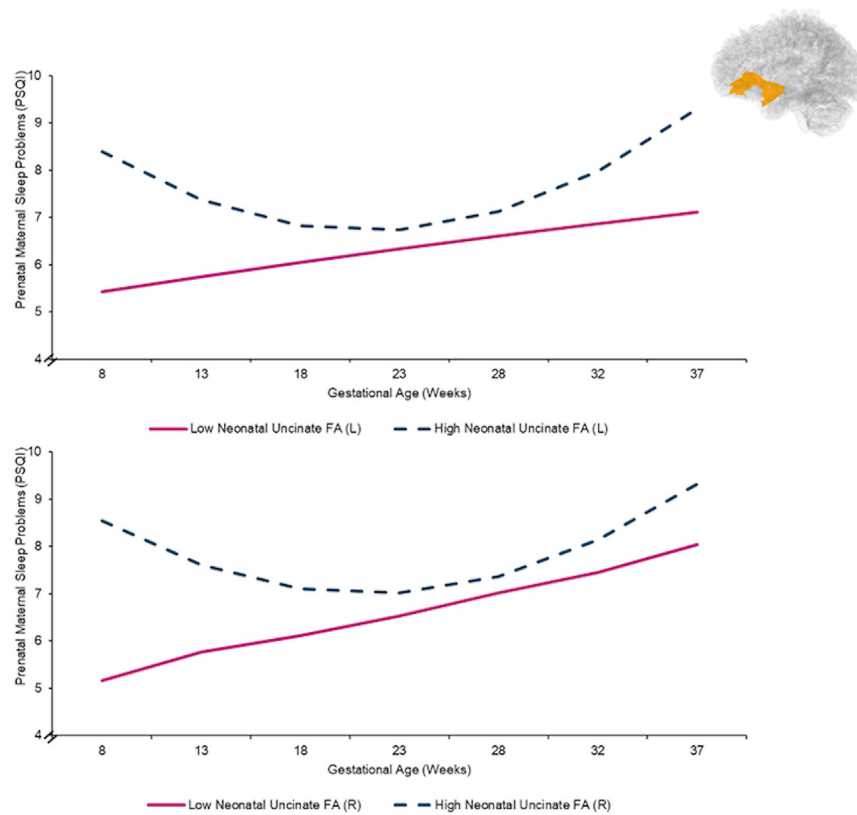 10
9
8
7
6
5
4
Prenatal Maternal Sleep Problems (PSQI)
8 13 18 23 28 32 37
Gestational Age (Weeks)
Low Neonatal Uncinate FA (L) High Neonatal Uncinate FA (L)
10
9
8
7
6
5
4
Prenatal Maternal Sleep Problems (PSQI)
8 13 18 23 28 32 37
Gestational Age (Weeks)
Low Neonatal Uncinate FA (R) High Neonatal Uncinate FA (R)